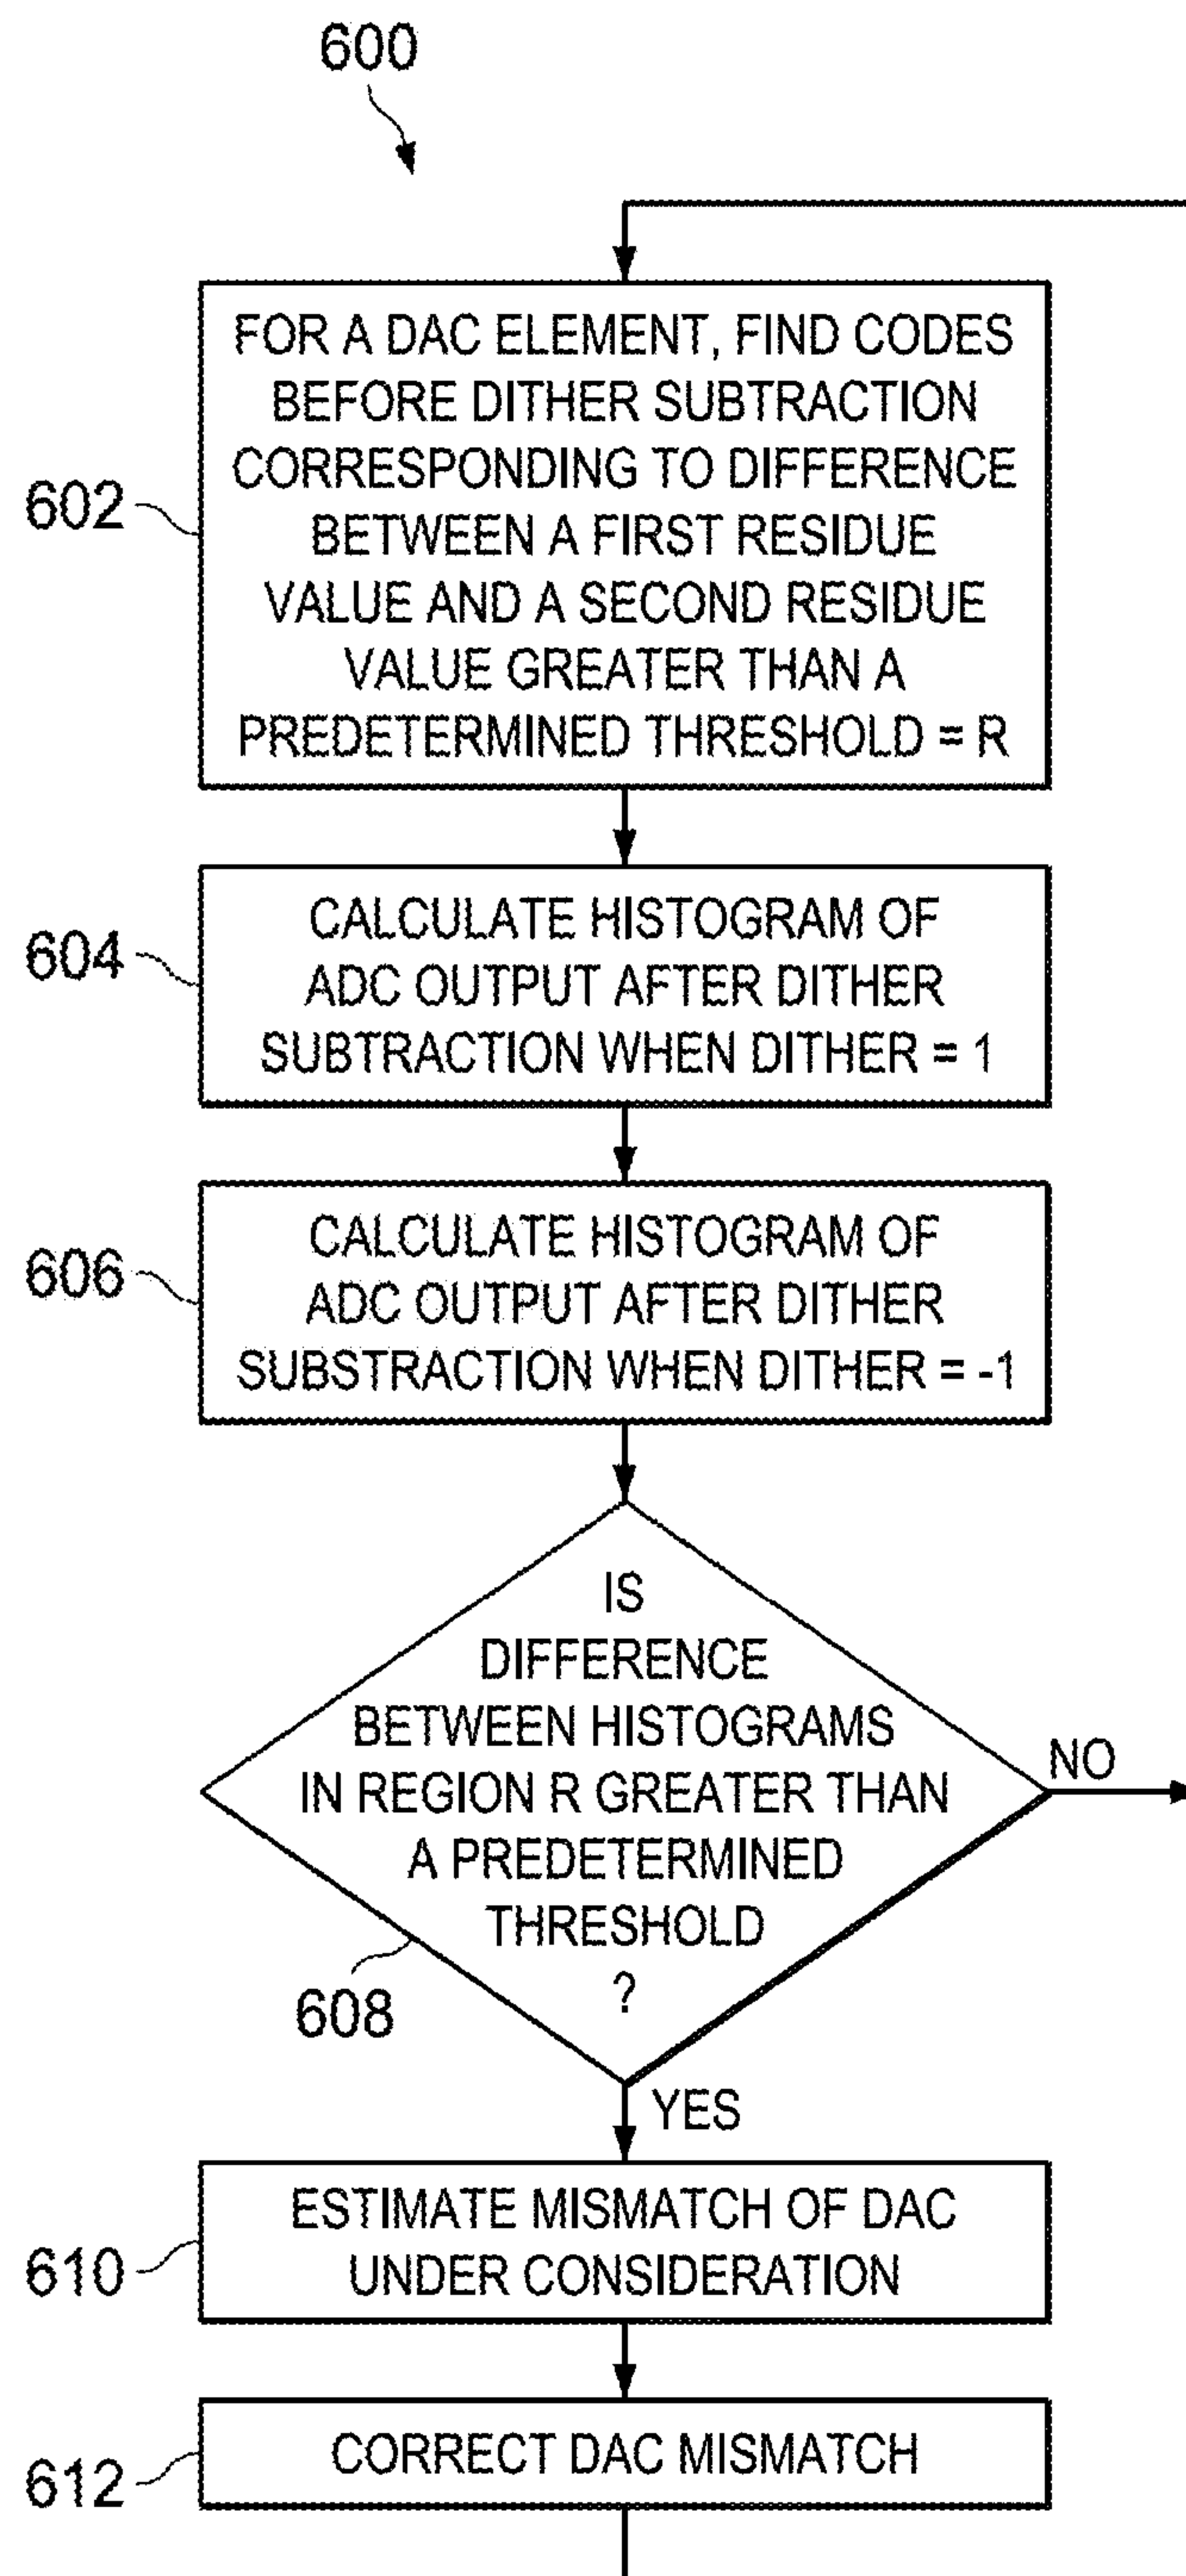 600
602
FOR A DAC ELEMENT, FIND CODES
BEFORE DITHER SUBTRACTION
CORRESPONDING TO DIFFERENCE
BETWEEN A FIRST RESIDUE
VALUE AND A SECOND RESIDUE
VALUE GREATER THAN A
PREDETERMINED THRESHOLD = R
604
CALCULATE HISTOGRAM OF
ADC OUTPUT AFTER DITHER
SUBTRACTION WHEN DITHER = 1
606
CALCULATE HISTOGRAM OF
ADC OUTPUT AFTER DITHER
SUBSTRACTION WHEN DITHER = -1
IS
DIFFERENCE
BETWEEN HISTOGRAMS
IN REGION R GREATER THAN
A PREDETERMINED
THRESHOLD
?
NO
608
YES
610
ESTIMATE MISMATCH OF DAC
UNDER CONSIDERATION
612
CORRECT DAC MISMATCH